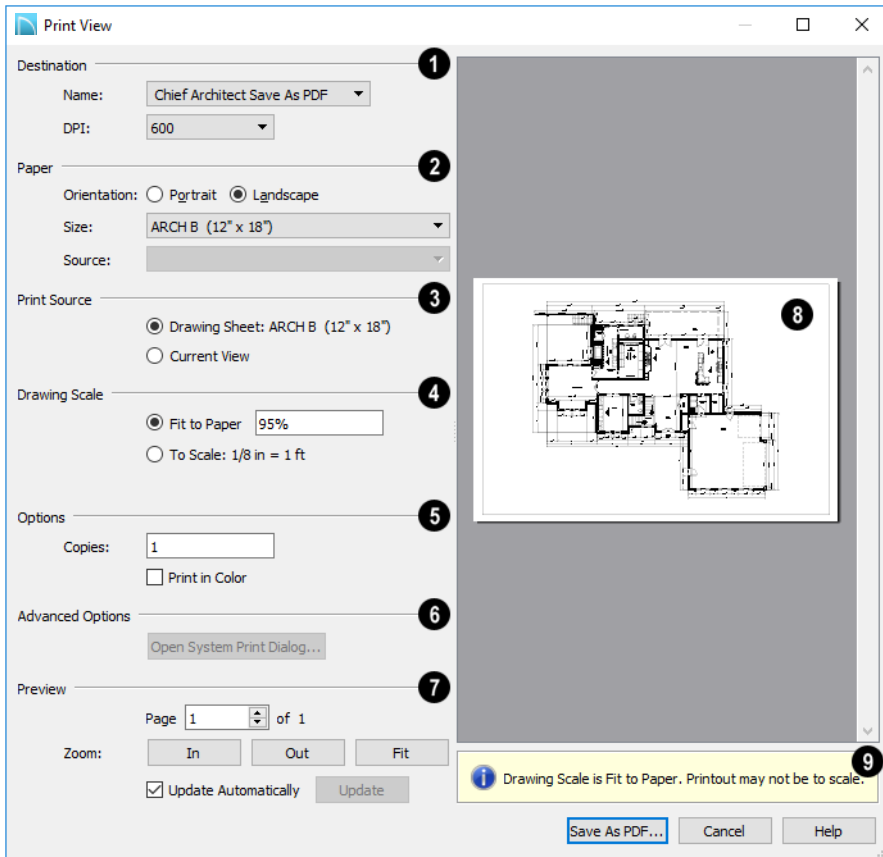 Print View
Destination 1
Name: Chief Architect Save As PDF
DPI: 600
Paper 2
Orientation: Portrait Landscape
Size: ARCH B (12" x 18")
Source:
Print Source 3
Drawing Sheet: ARCH B (12" x 18")
Current View
Drawing Scale 4
Fit to Paper 95%
To Scale: 1/8 in = 1 ft
Options 5
Copies: 1
Print in Color
Advanced Options 6
Open System Print Dialog...
Preview 7
Page 1 of 1
Zoom: In Out Fit
Update Automatically Update
8
9
Drawing Scale is Fit to Paper. Printout may not be to scale.
Save As PDF... Cancel Help